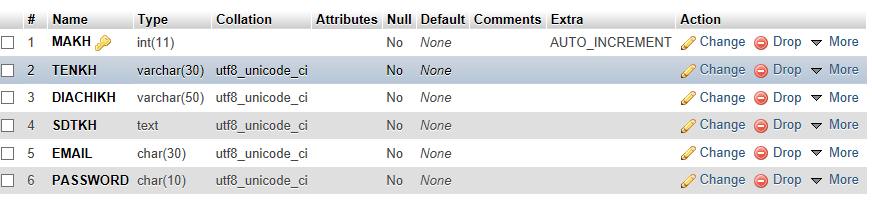 # Name Type Collation Attributes Null Default Comments Extra Action
1 MAKH int(11) No None AUTO_INCREMENT Change Drop More
2 TENKH varchar(30) utf8_unicode_ci No None Change Drop More
3 DIACHIKH varchar(50) utf8_unicode_ci No None Change Drop More
4 SDTKH text utf8_unicode_ci No None Change Drop More
5 EMAIL char(30) utf8_unicode_ci No None Change Drop More
6 PASSWORD char(10) utf8_unicode_ci No None Change Drop More